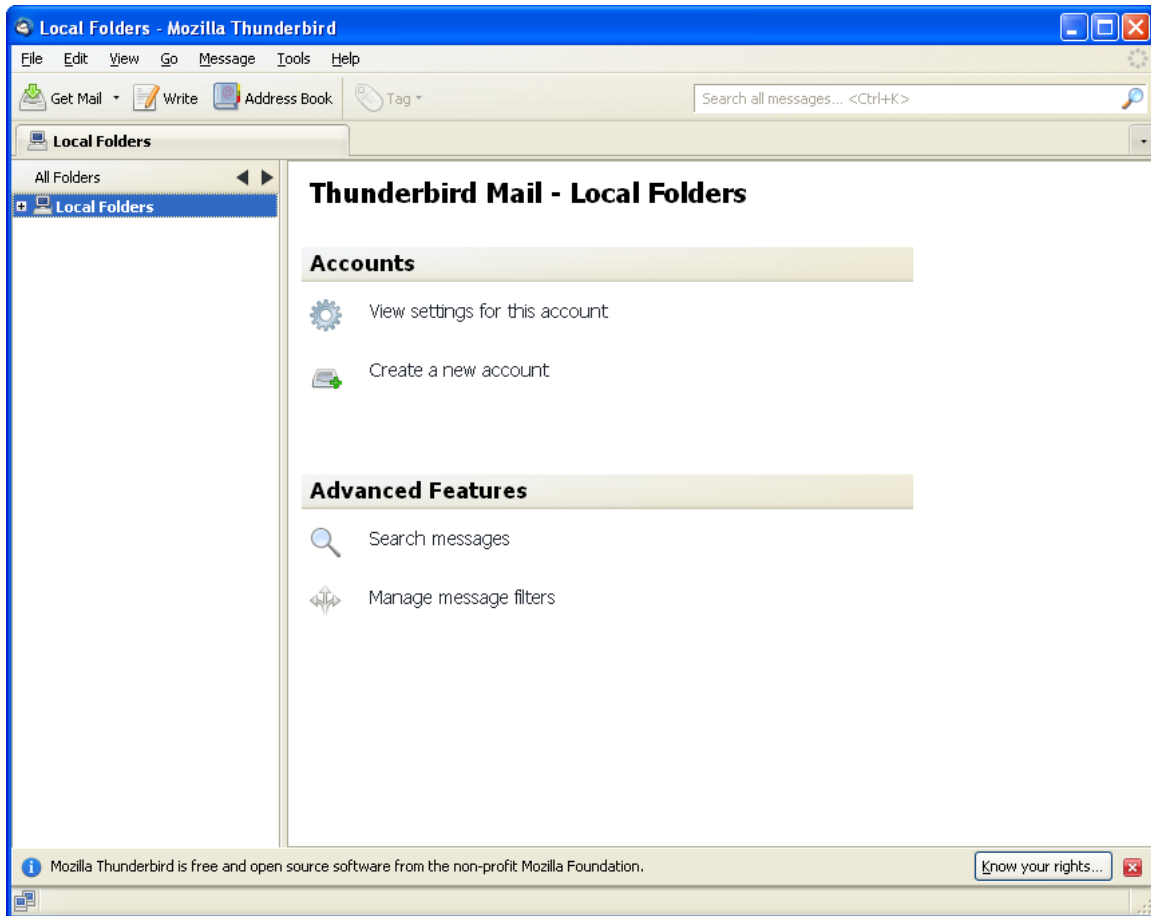 Local Folders - Mozilla Thunderbird
File Edit View Go Message Tools Help
Get Mail Write Address Book Tag Search all messages... <Ctrl+K>
Local Folders
All Folders
Local Folders
Thunderbird Mail - Local Folders
Accounts
View settings for this account
Create a new account
Advanced Features
Search messages
Manage message filters
Mozilla Thunderbird is free and open source software from the non-profit Mozilla Foundation. Know your rights...